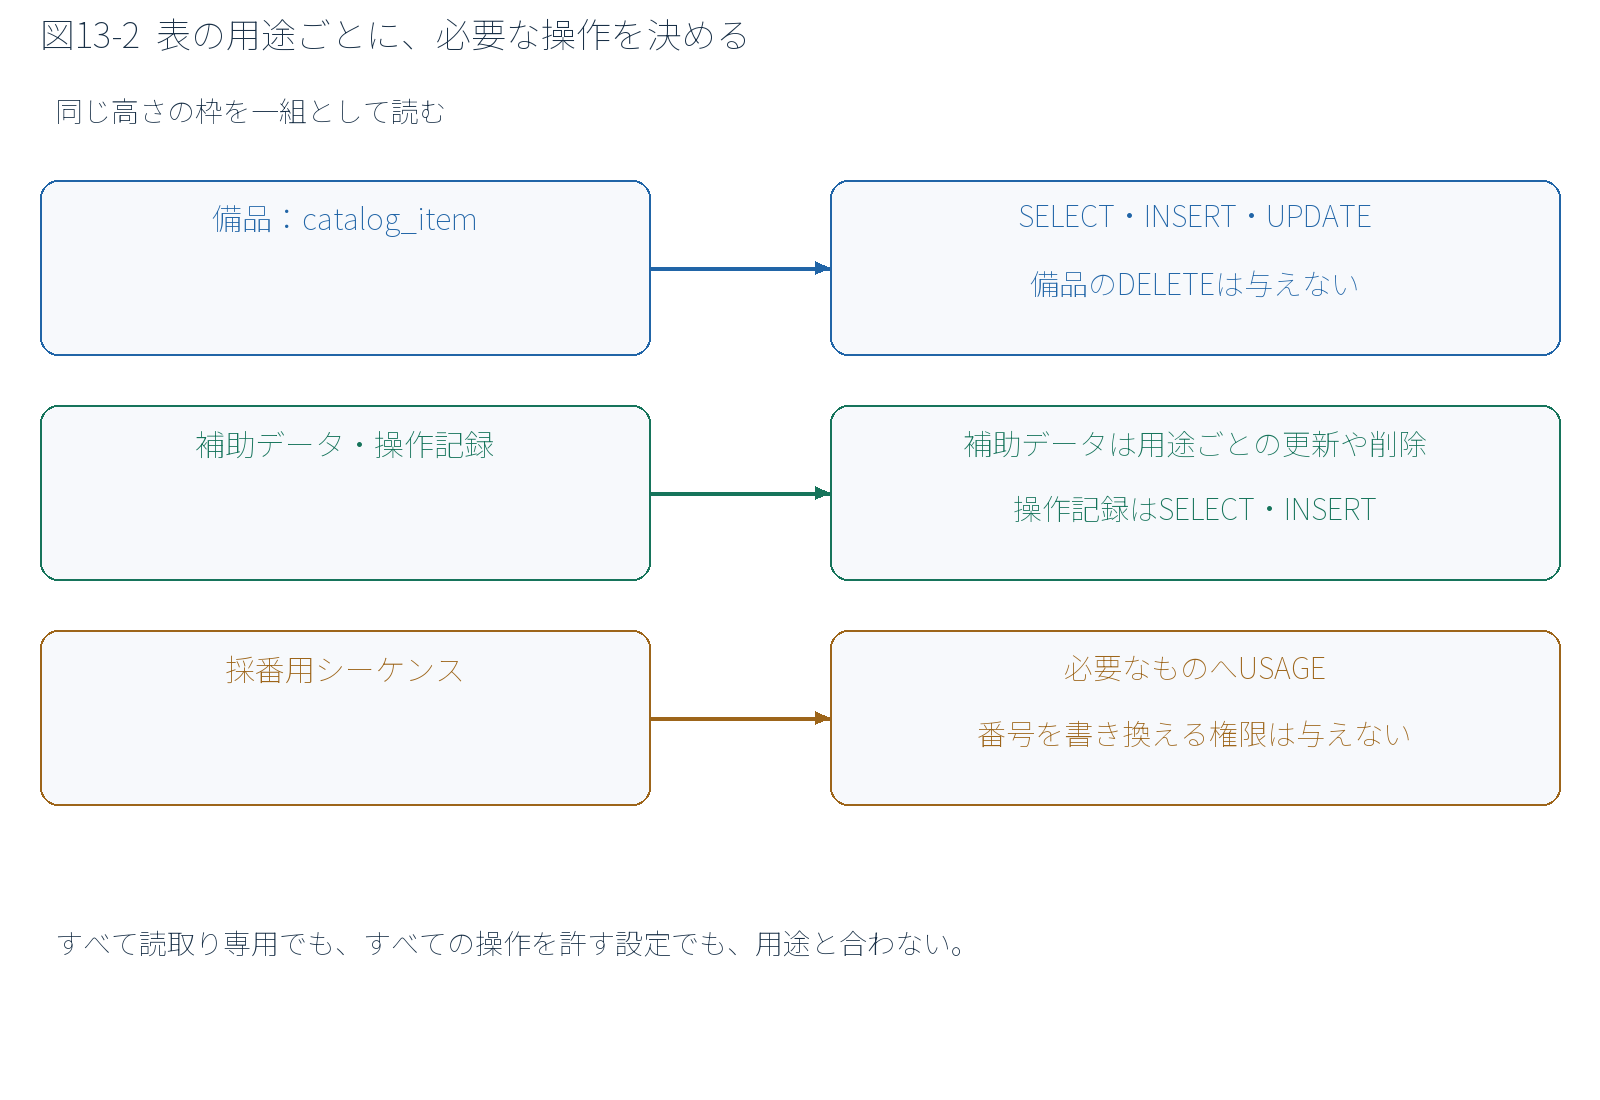 図13-2 表の用途ごとに、必要な操作を決める
同じ高さの枠を一組として読む
備品：catalog_item
SELECT・INSERT・UPDATE
備品のDELETEは与えない
補助データ・操作記録
補助データは用途ごとの更新や削除
操作記録はSELECT・INSERT
採番用シーケンス
必要なものへUSAGE
番号を書き換える権限は与えない
すべて読取り専用でも、すべての操作を許す設定でも、用途と合わない。